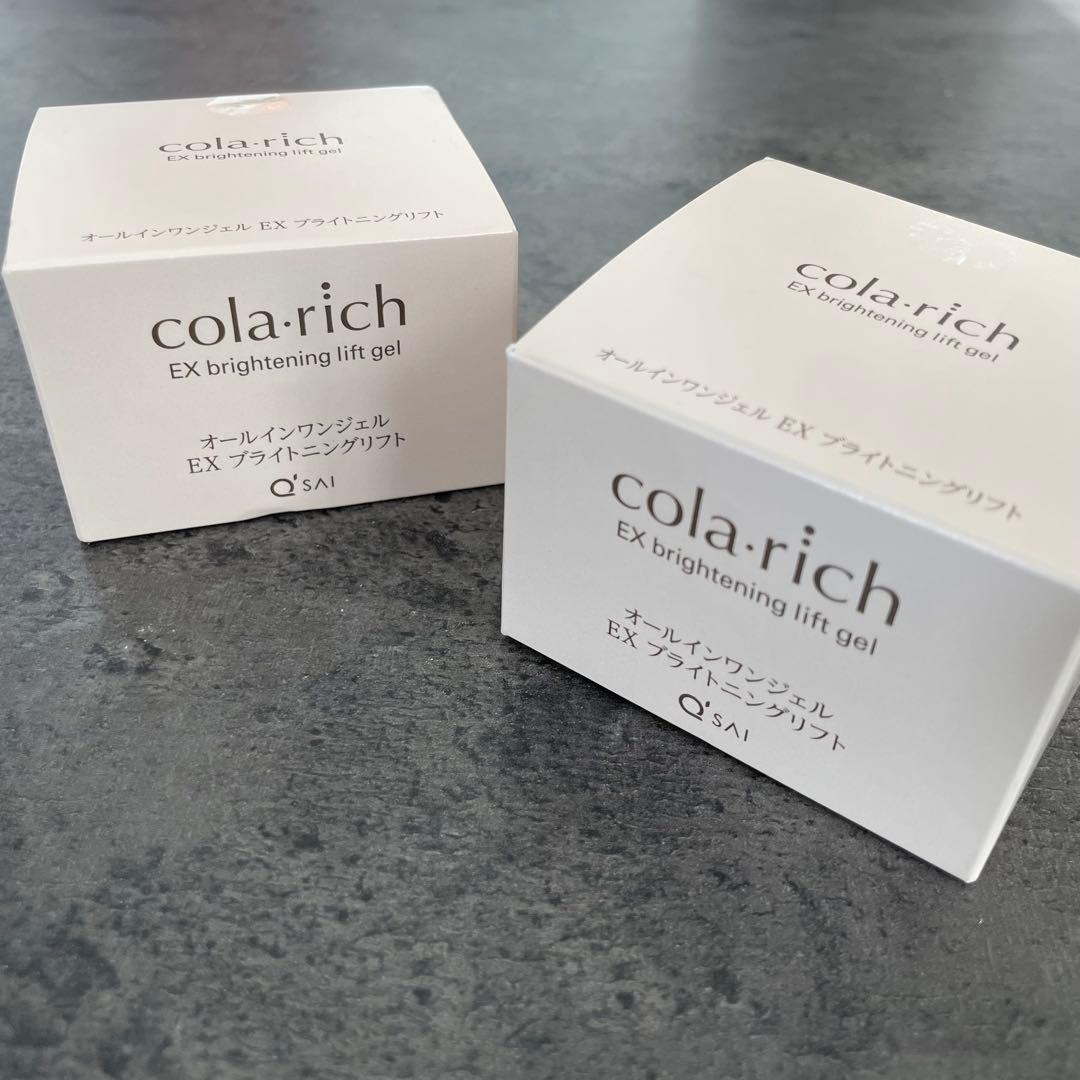 cola·rich
EX brightening lift gel
オールインワンジェル EX ブライトニングリフト
cola·rich
EX brightening lift gel
オールインワンジェル
EX ブライトニングリフト
Q'SAI
cola·rich
EX brightening lift gel
オールインワンジェル EX ブライトニングリフト
cola·rich
EX brightening lift gel
オールインワンジェル
EX ブライトニングリフト
Q'SAI